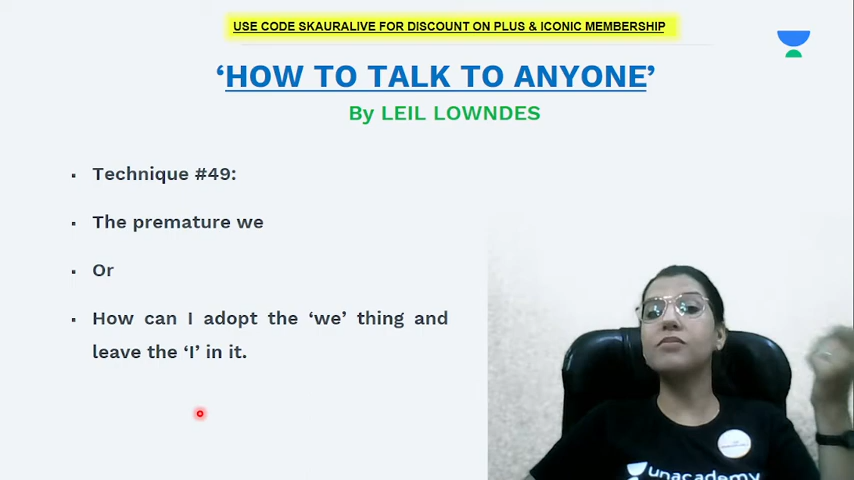 USE CODE SKAURALIVE FOR DISCOUNT ON PLUS & ICONIC MEMBERSHIP
‘HOW TO TALK TO ANYONE’
By LEIL LOWNDES
▪ Technique #49:
▪ The premature we
▪ Or
▪ How can I adopt the ‘we’ thing and
leave the ‘I’ in it.
unacademy